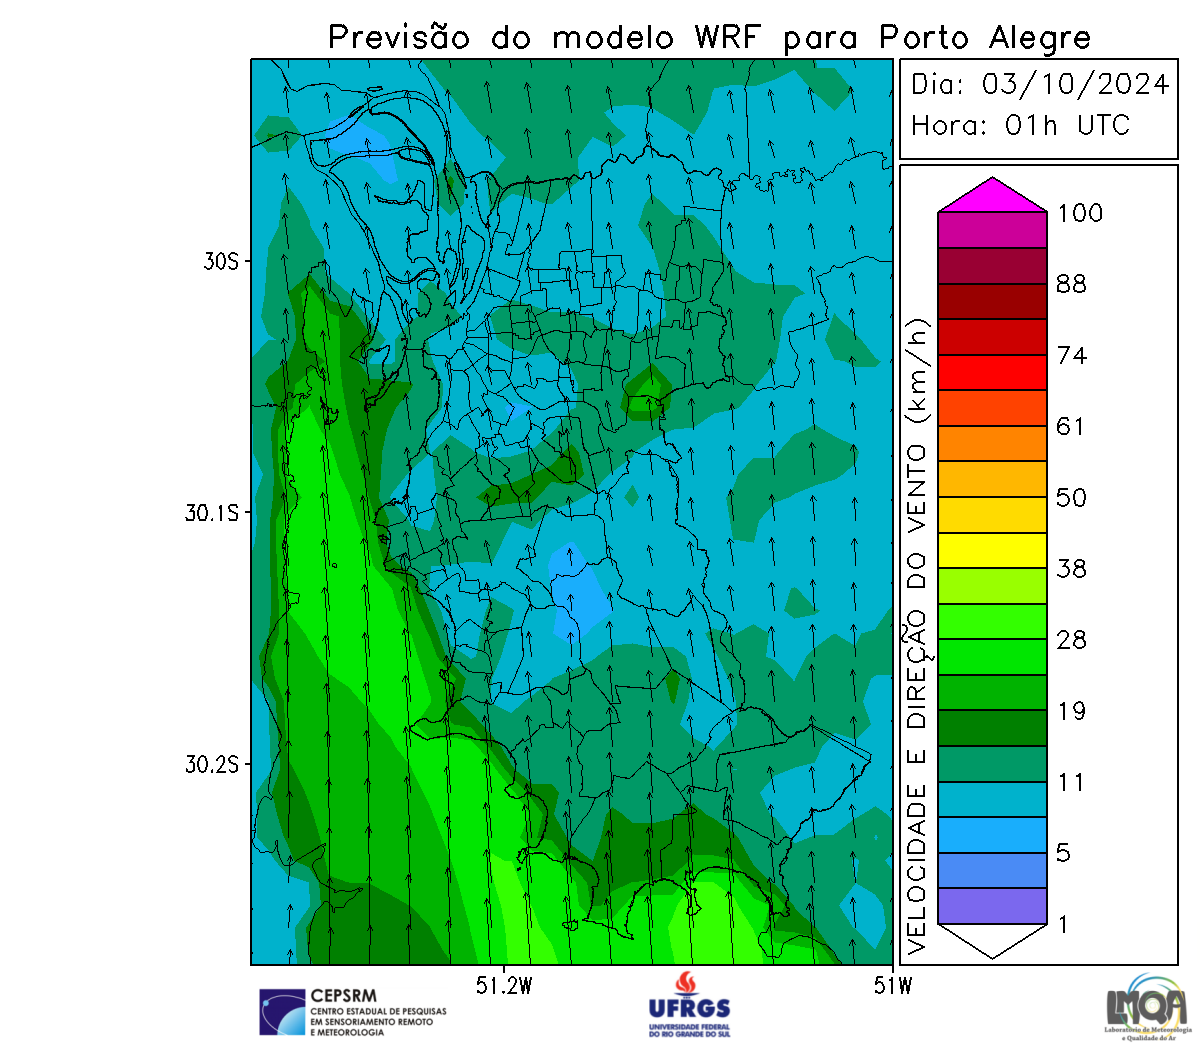 Previsão do modelo WRF para Porto Alegre
Dia: 03/10/2024
Hora: 01h UTC
100
88
74
61
50
38
28
19
11
5
1
VELOCIDADE E DIREÇÃO DO VENTO (km/h)
30S
30.1S
30.2S
51.2W
51W
CEPSRM
CENTRO ESTADUAL DE PESQUISAS
EM SENSORIAMENTO REMOTO
E METEOROLOGIA
UFRGS
UNIVERSIDADE FEDERAL
DO RIO GRANDE DO SUL
LMQA
Laboratório de Meteorologia
e Qualidade do Ar